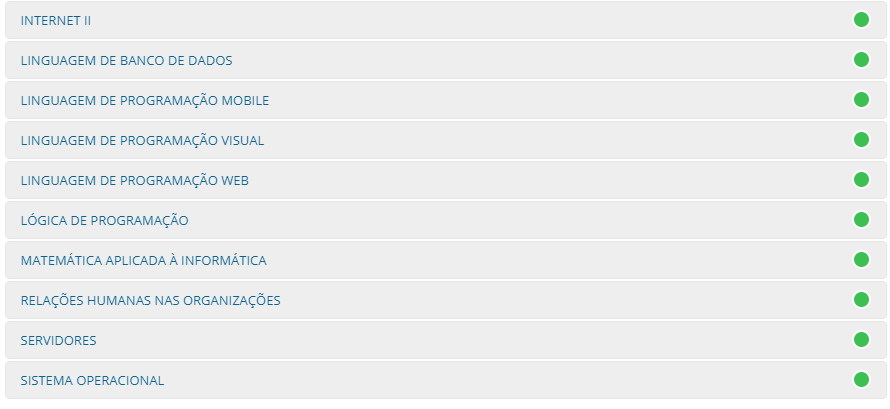 INTERNET II
LINGUAGEM DE BANCO DE DADOS
LINGUAGEM DE PROGRAMAÇÃO MOBILE
LINGUAGEM DE PROGRAMAÇÃO VISUAL
LINGUAGEM DE PROGRAMAÇÃO WEB
LÓGICA DE PROGRAMAÇÃO
MATEMÁTICA APLICADA À INFORMÁTICA
RELAÇÕES HUMANAS NAS ORGANIZAÇÕES
SERVIDORES
SISTEMA OPERACIONAL